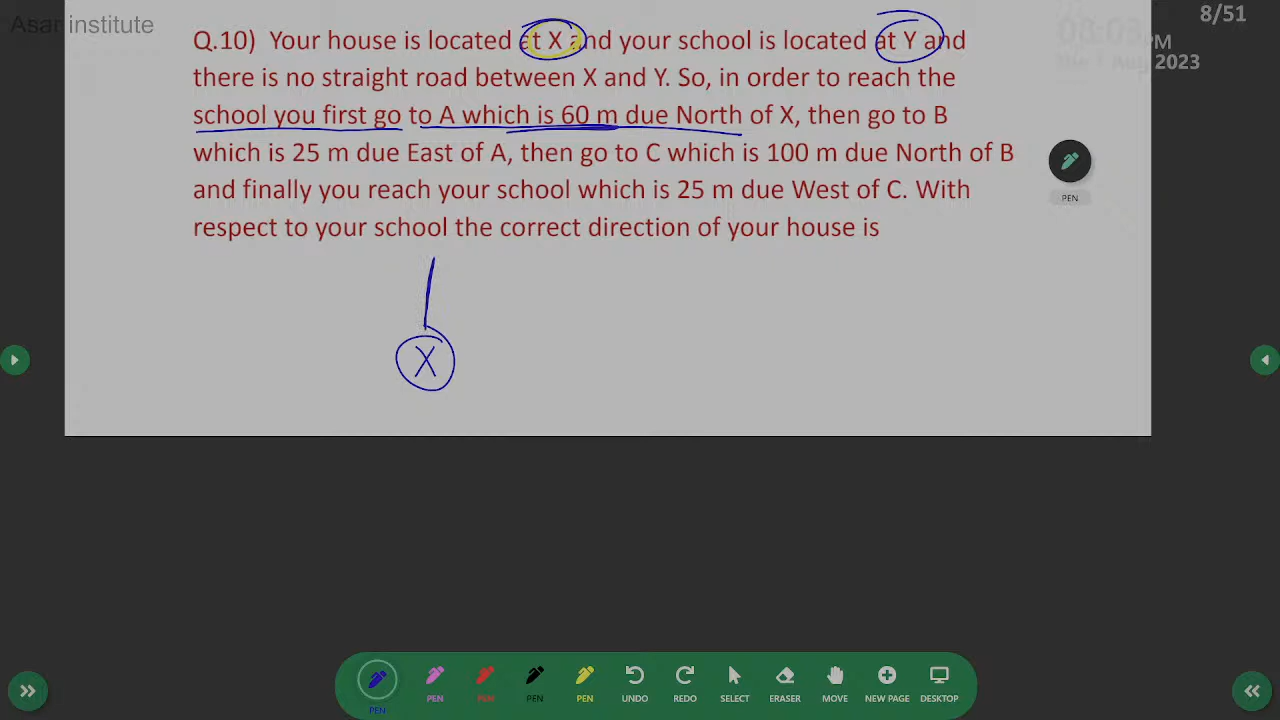 Asar institute
8/51
PM
2023
Q.10) Your house is located at X and your school is located at Y and
there is no straight road between X and Y. So, in order to reach the
school you first go to A which is 60 m due North of X, then go to B
which is 25 m due East of A, then go to C which is 100 m due North of B
and finally you reach your school which is 25 m due West of C. With
respect to your school the correct direction of your house is
PEN
X
PEN PEN PEN PEN PEN UNDO REDO SELECT ERASER MOVE NEW PAGE DESKTOP